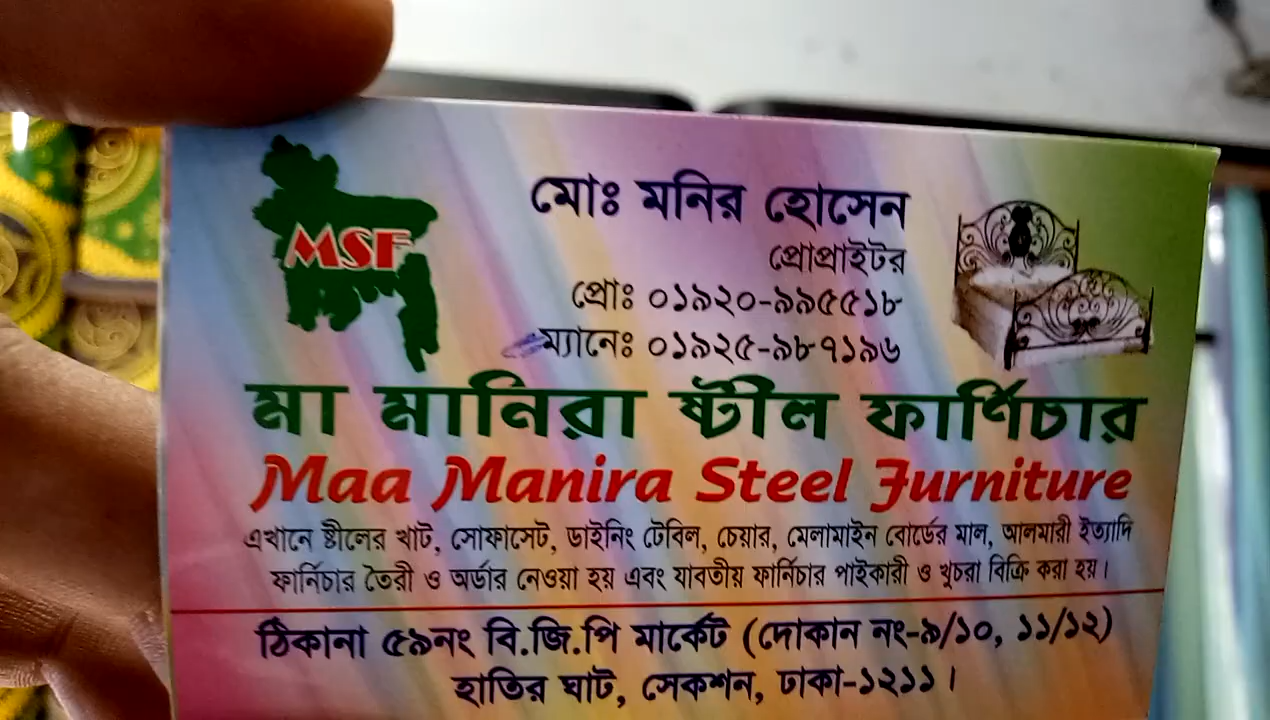 MSF
মোঃ মনির হোসেন
প্রোপ্রাইটর
প্রোঃ ০১৯২০-৯৯৫৫১৮
ম্যানেঃ ০১৯২৫-৯৮৭১৯৬
মা মানিরা ষ্টীল ফার্ণিচার
Maa Manira Steel Furniture
এখানে ষ্টীলের খাট, সোফাসেট, ডাইনিং টেবিল, চেয়ার, মেলামাইন বোর্ডের মাল, আলমারী ইত্যাদি
ফার্নিচার তৈরী ও অর্ডার নেওয়া হয় এবং যাবতীয় ফার্নিচার পাইকারী ও খুচরা বিক্রি করা হয়।
ঠিকানা ৫৯নং বি.জি.পি মার্কেট (দোকান নং-৯/১০, ১১/১২)
হাতির ঘাট, সেকশন, ঢাকা-১২১১।